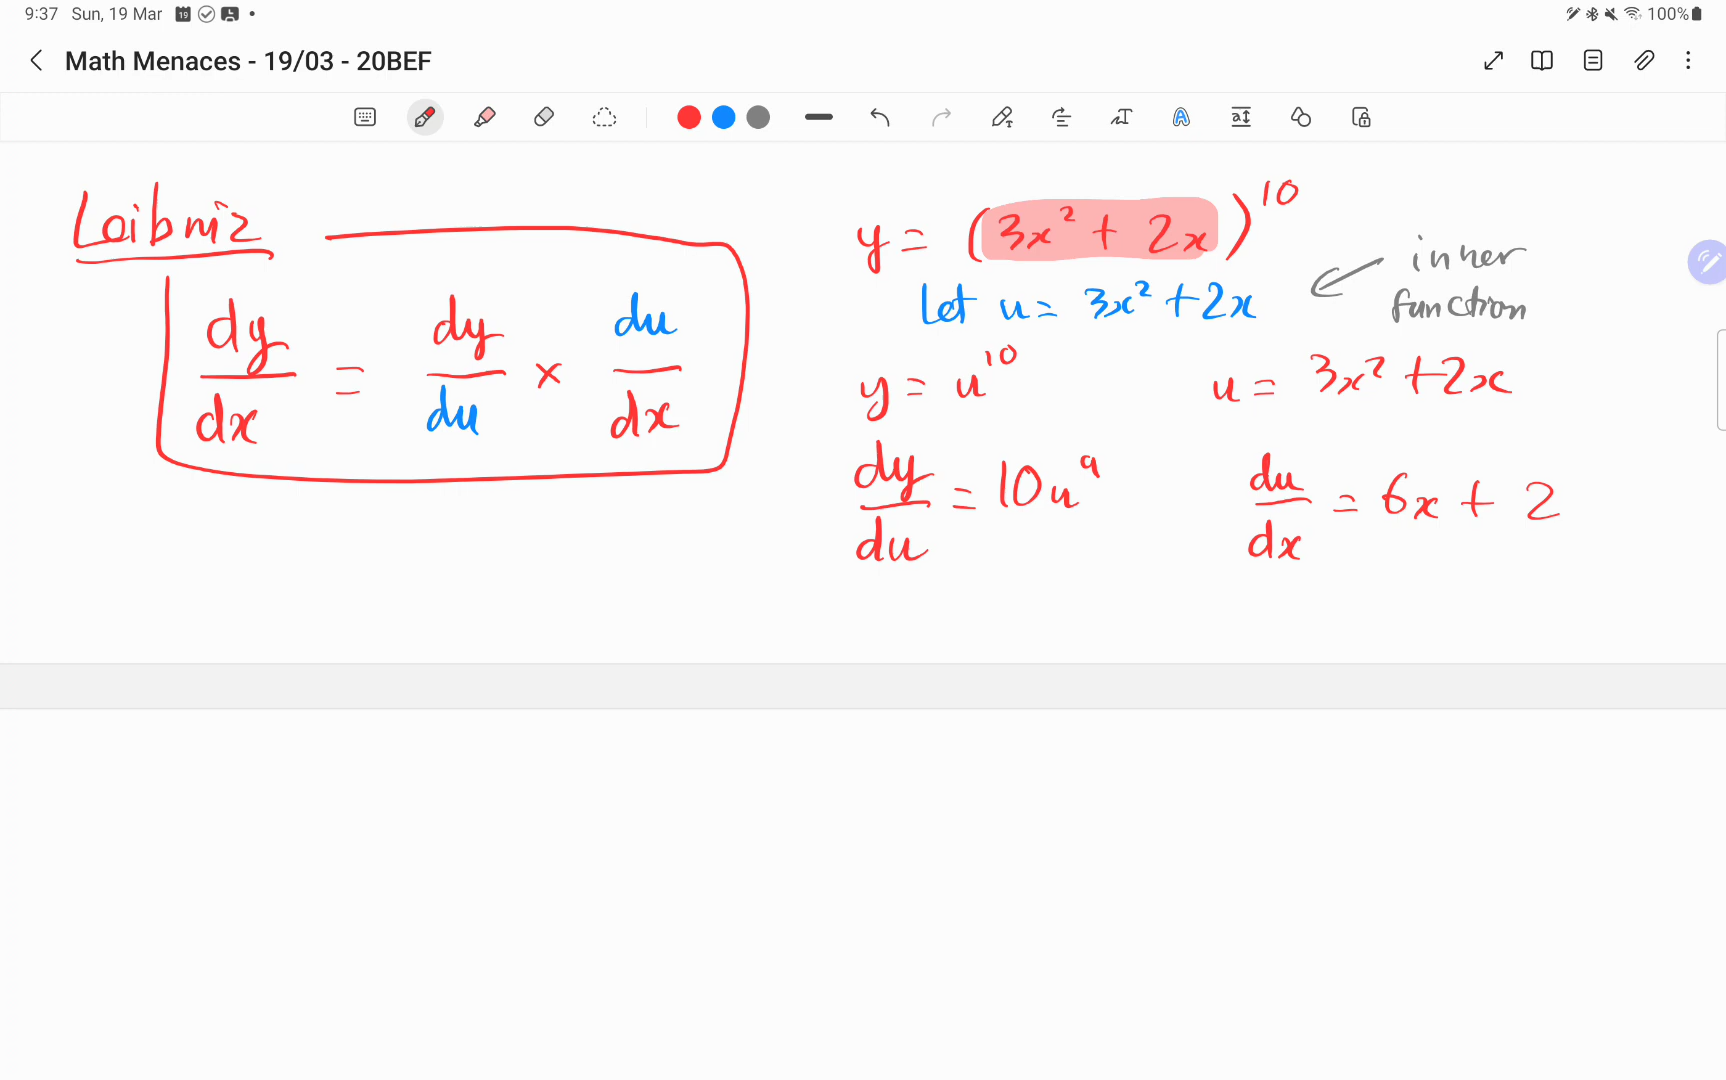 9:37 Sun, 19 Mar 19 100%
Math Menaces - 19/03 - 20BEF
Leibniz
dy/dx = dy/du × du/dx
y = (3x² + 2x)¹⁰
let u = 3x² + 2x
inner
function
y = u¹⁰
u = 3x² + 2x
dy/du = 10u⁹
du/dx = 6x + 2